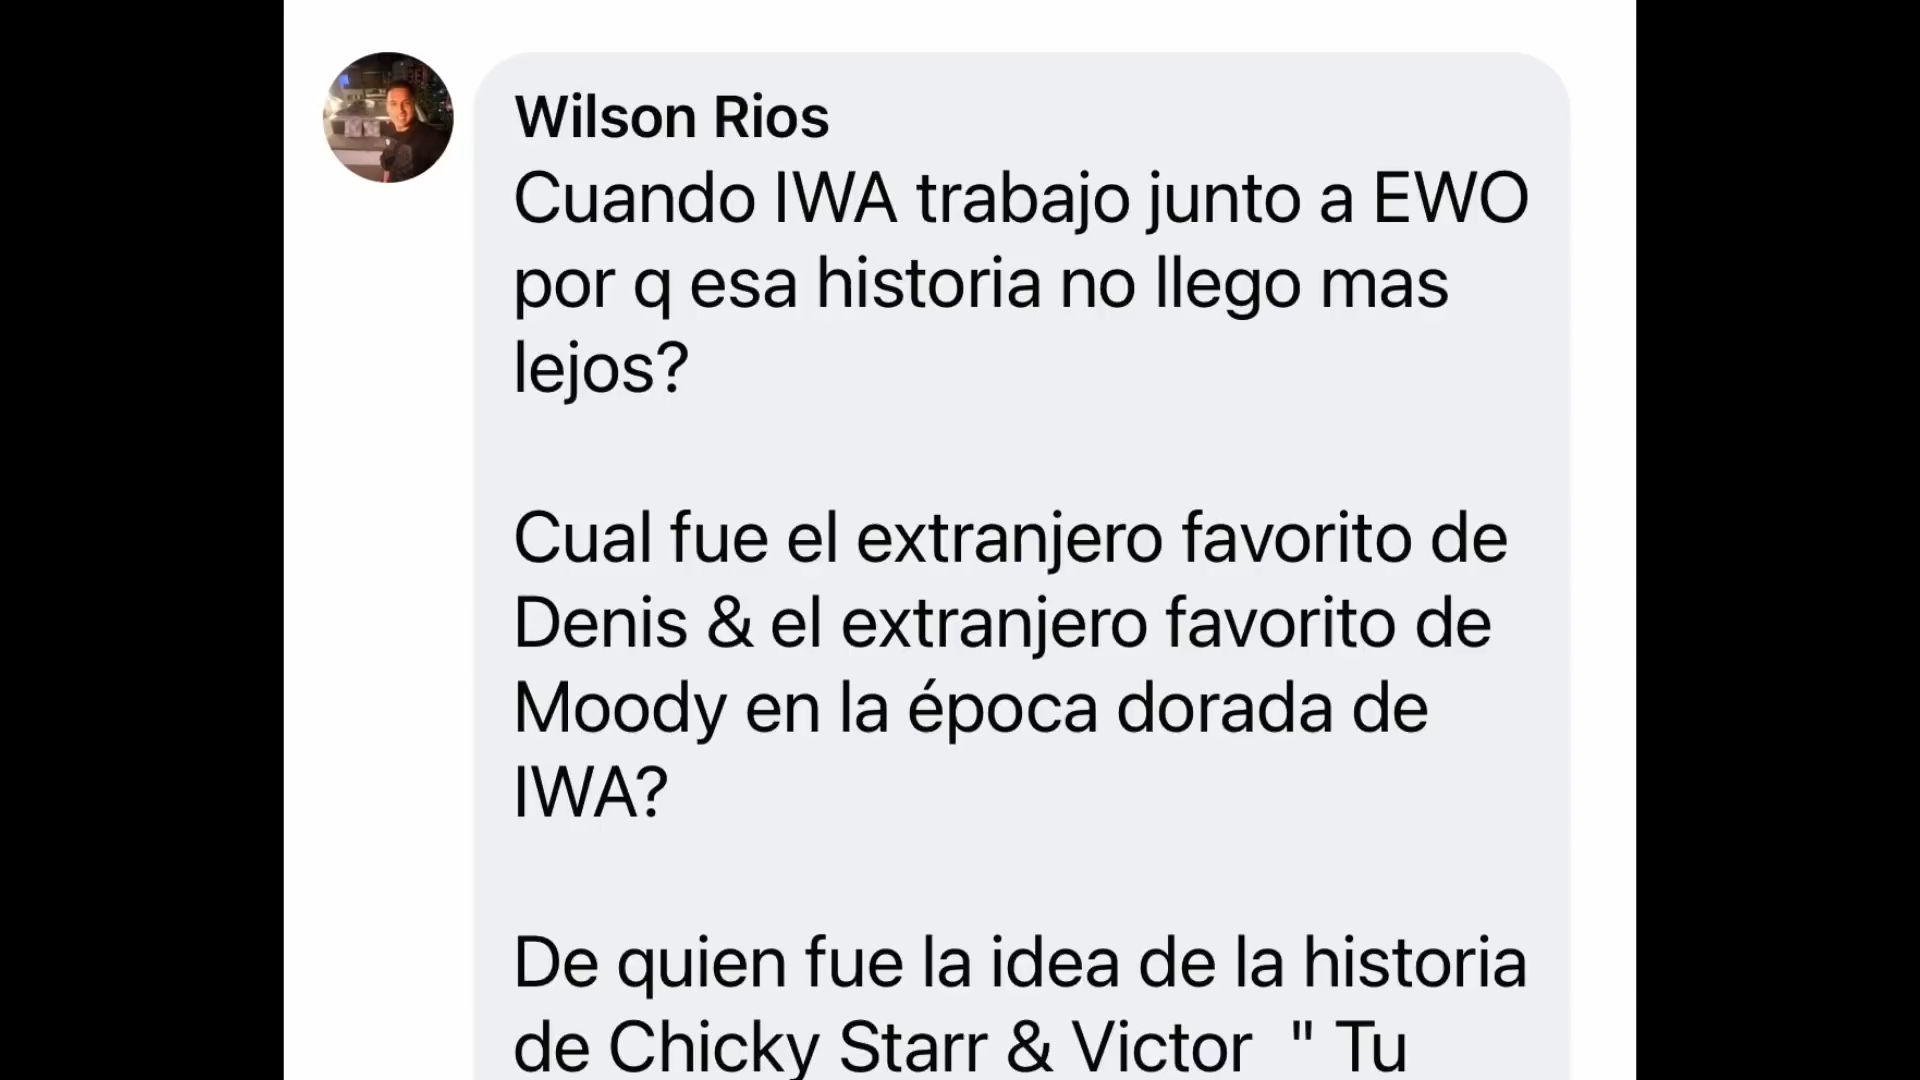 Wilson Rios
Cuando IWA trabajo junto a EWO
por q esa historia no llego mas
lejos?
Cual fue el extranjero favorito de
Denis & el extranjero favorito de
Moody en la época dorada de
IWA?
De quien fue la idea de la historia
de Chicky Starr & Victor " Tu